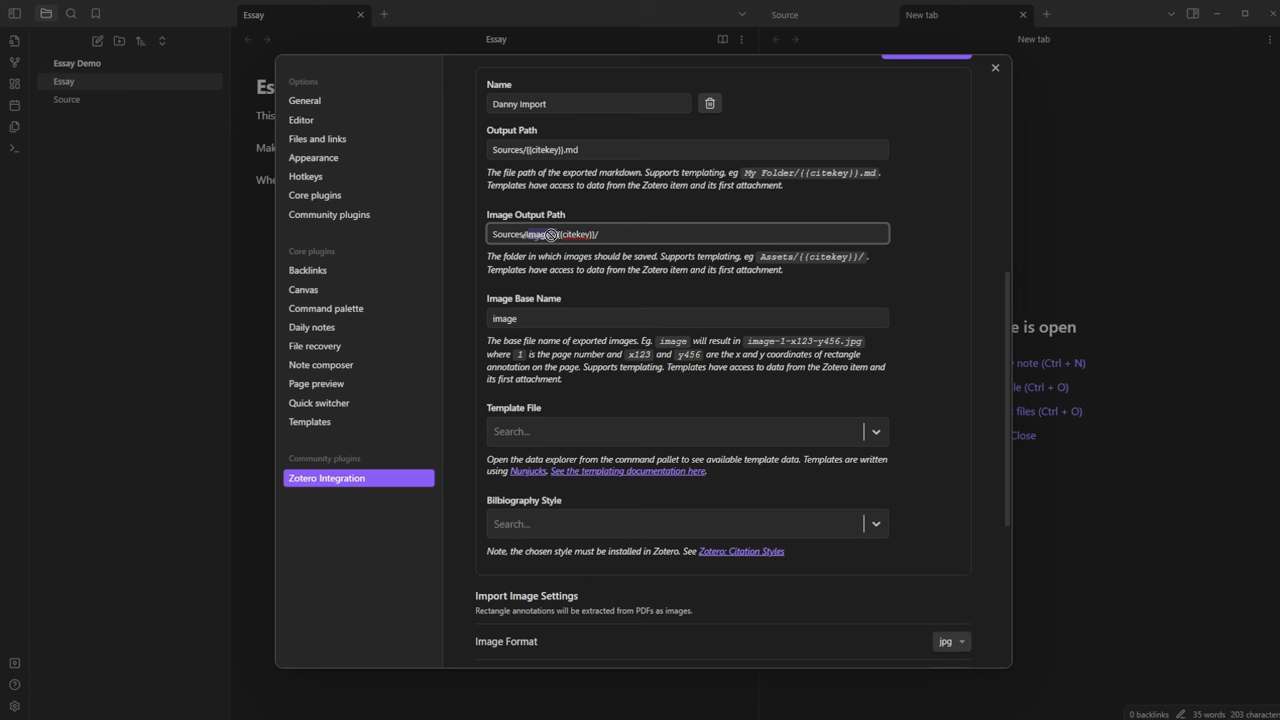 Essay
Source
New tab
Essay
New tab
Essay Demo
Essay
Source
Es
This
Mak
Whe
Options
General
Editor
Files and links
Appearance
Hotkeys
Core plugins
Community plugins
Core plugins
Backlinks
Canvas
Command palette
Daily notes
File recovery
Note composer
Page preview
Quick switcher
Templates
Community plugins
Zotero Integration
Name
Danny Import
Output Path
Sources/{{citekey}}.md
The file path of the exported markdown. Supports templating, eg My Folder/{{citekey}}.md.
Templates have access to data from the Zotero item and its first attachment.
Image Output Path
{{citekey}}/
The folder in which images should be saved. Supports templating, eg Assets/{{citekey}}/.
Templates have access to data from the Zotero item and its first attachment.
Image Base Name
image
The base file name of exported images. Eg. image will result in image-1-x123-y456.jpg
where 1 is the page number and x123 and y456 are the x and y coordinates of rectangle
annotation on the page. Supports templating. Templates have access to data from the Zotero item and
its first attachment.
Template File
Search...
Open the data explorer from the command pallet to see available template data. Templates are written
using Nunjucks. See the templating documentation here.
Bilbiography Style
Search...
Note, the chosen style must be installed in Zotero. See Zotero: Citation Styles
Import Image Settings
Rectangle annotations will be extracted from PDFs as images.
Image Format
jpg
e is open
note (Ctrl + N)
le (Ctrl + O)
files (Ctrl + O)
Close
0 backlinks
35 words
203 character